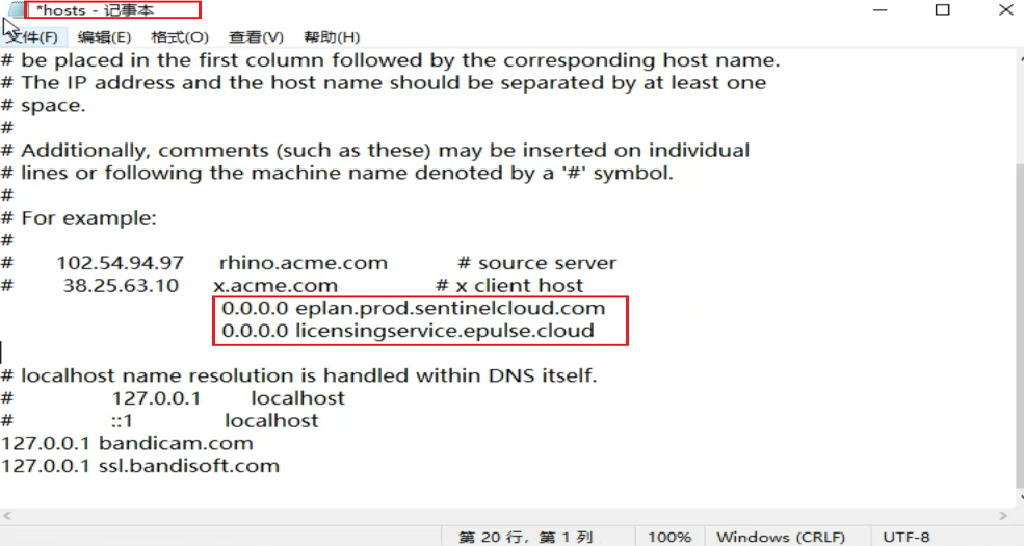 *hosts - 记事本
文件(F) 编辑(E) 格式(O) 查看(V) 帮助(H)
# be placed in the first column followed by the corresponding host name.
# The IP address and the host name should be separated by at least one
# space.
#
# Additionally, comments (such as these) may be inserted on individual
# lines or following the machine name denoted by a '#' symbol.
#
# For example:
#
# 102.54.94.97 rhino.acme.com # source server
# 38.25.63.10 x.acme.com # x client host
0.0.0.0 eplan.prod.sentinelcloud.com
0.0.0.0 licensingservice.epulse.cloud
# localhost name resolution is handled within DNS itself.
# 127.0.0.1 localhost
# ::1 localhost
127.0.0.1 bandicam.com
127.0.0.1 ssl.bandisoft.com
第 20 行，第 1 列 100% Windows (CRLF) UTF-8